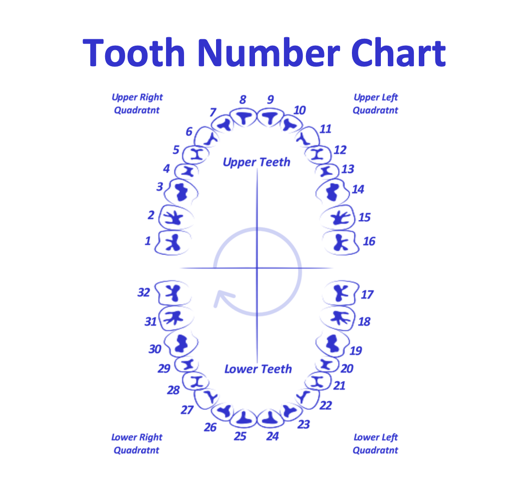 Tooth Number Chart
Upper Right
Quadratnt
Upper Left
Quadratnt
8 9
7 10
6 11
5 12
4 13
Upper Teeth
3 14
2 15
1 16
32 17
31 18
30 19
29 20
Lower Teeth
28 21
27 22
26 23
25 24
Lower Right
Quadratnt
Lower Left
Quadratnt